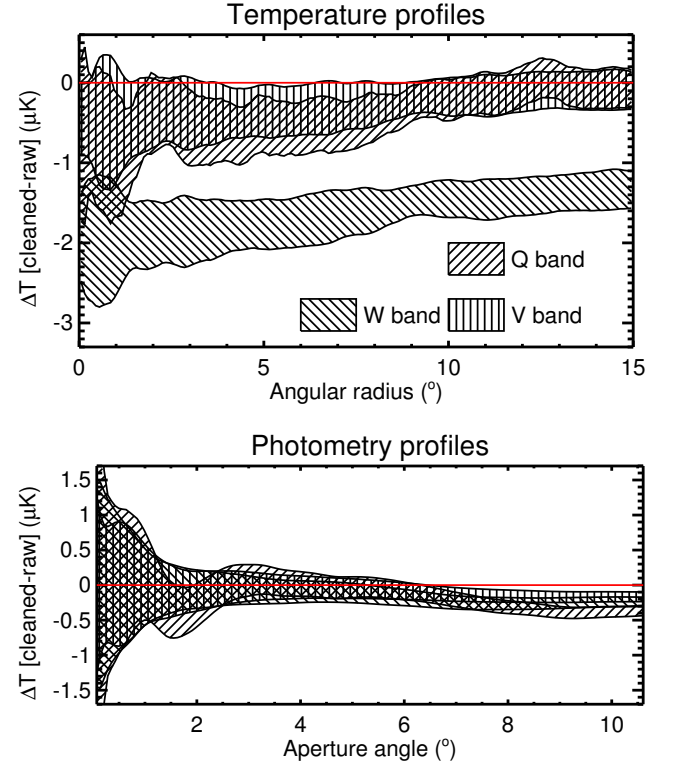 Temperature profiles
ΔT [cleaned-raw] (μK)
0
-1
-2
-3
Q band
W band
V band
0
5
10
15
Angular radius (°)
Photometry profiles
ΔT [cleaned-raw] (μK)
1.5
1
0.5
0
-0.5
-1
-1.5
2
4
6
8
10
Aperture angle (°)